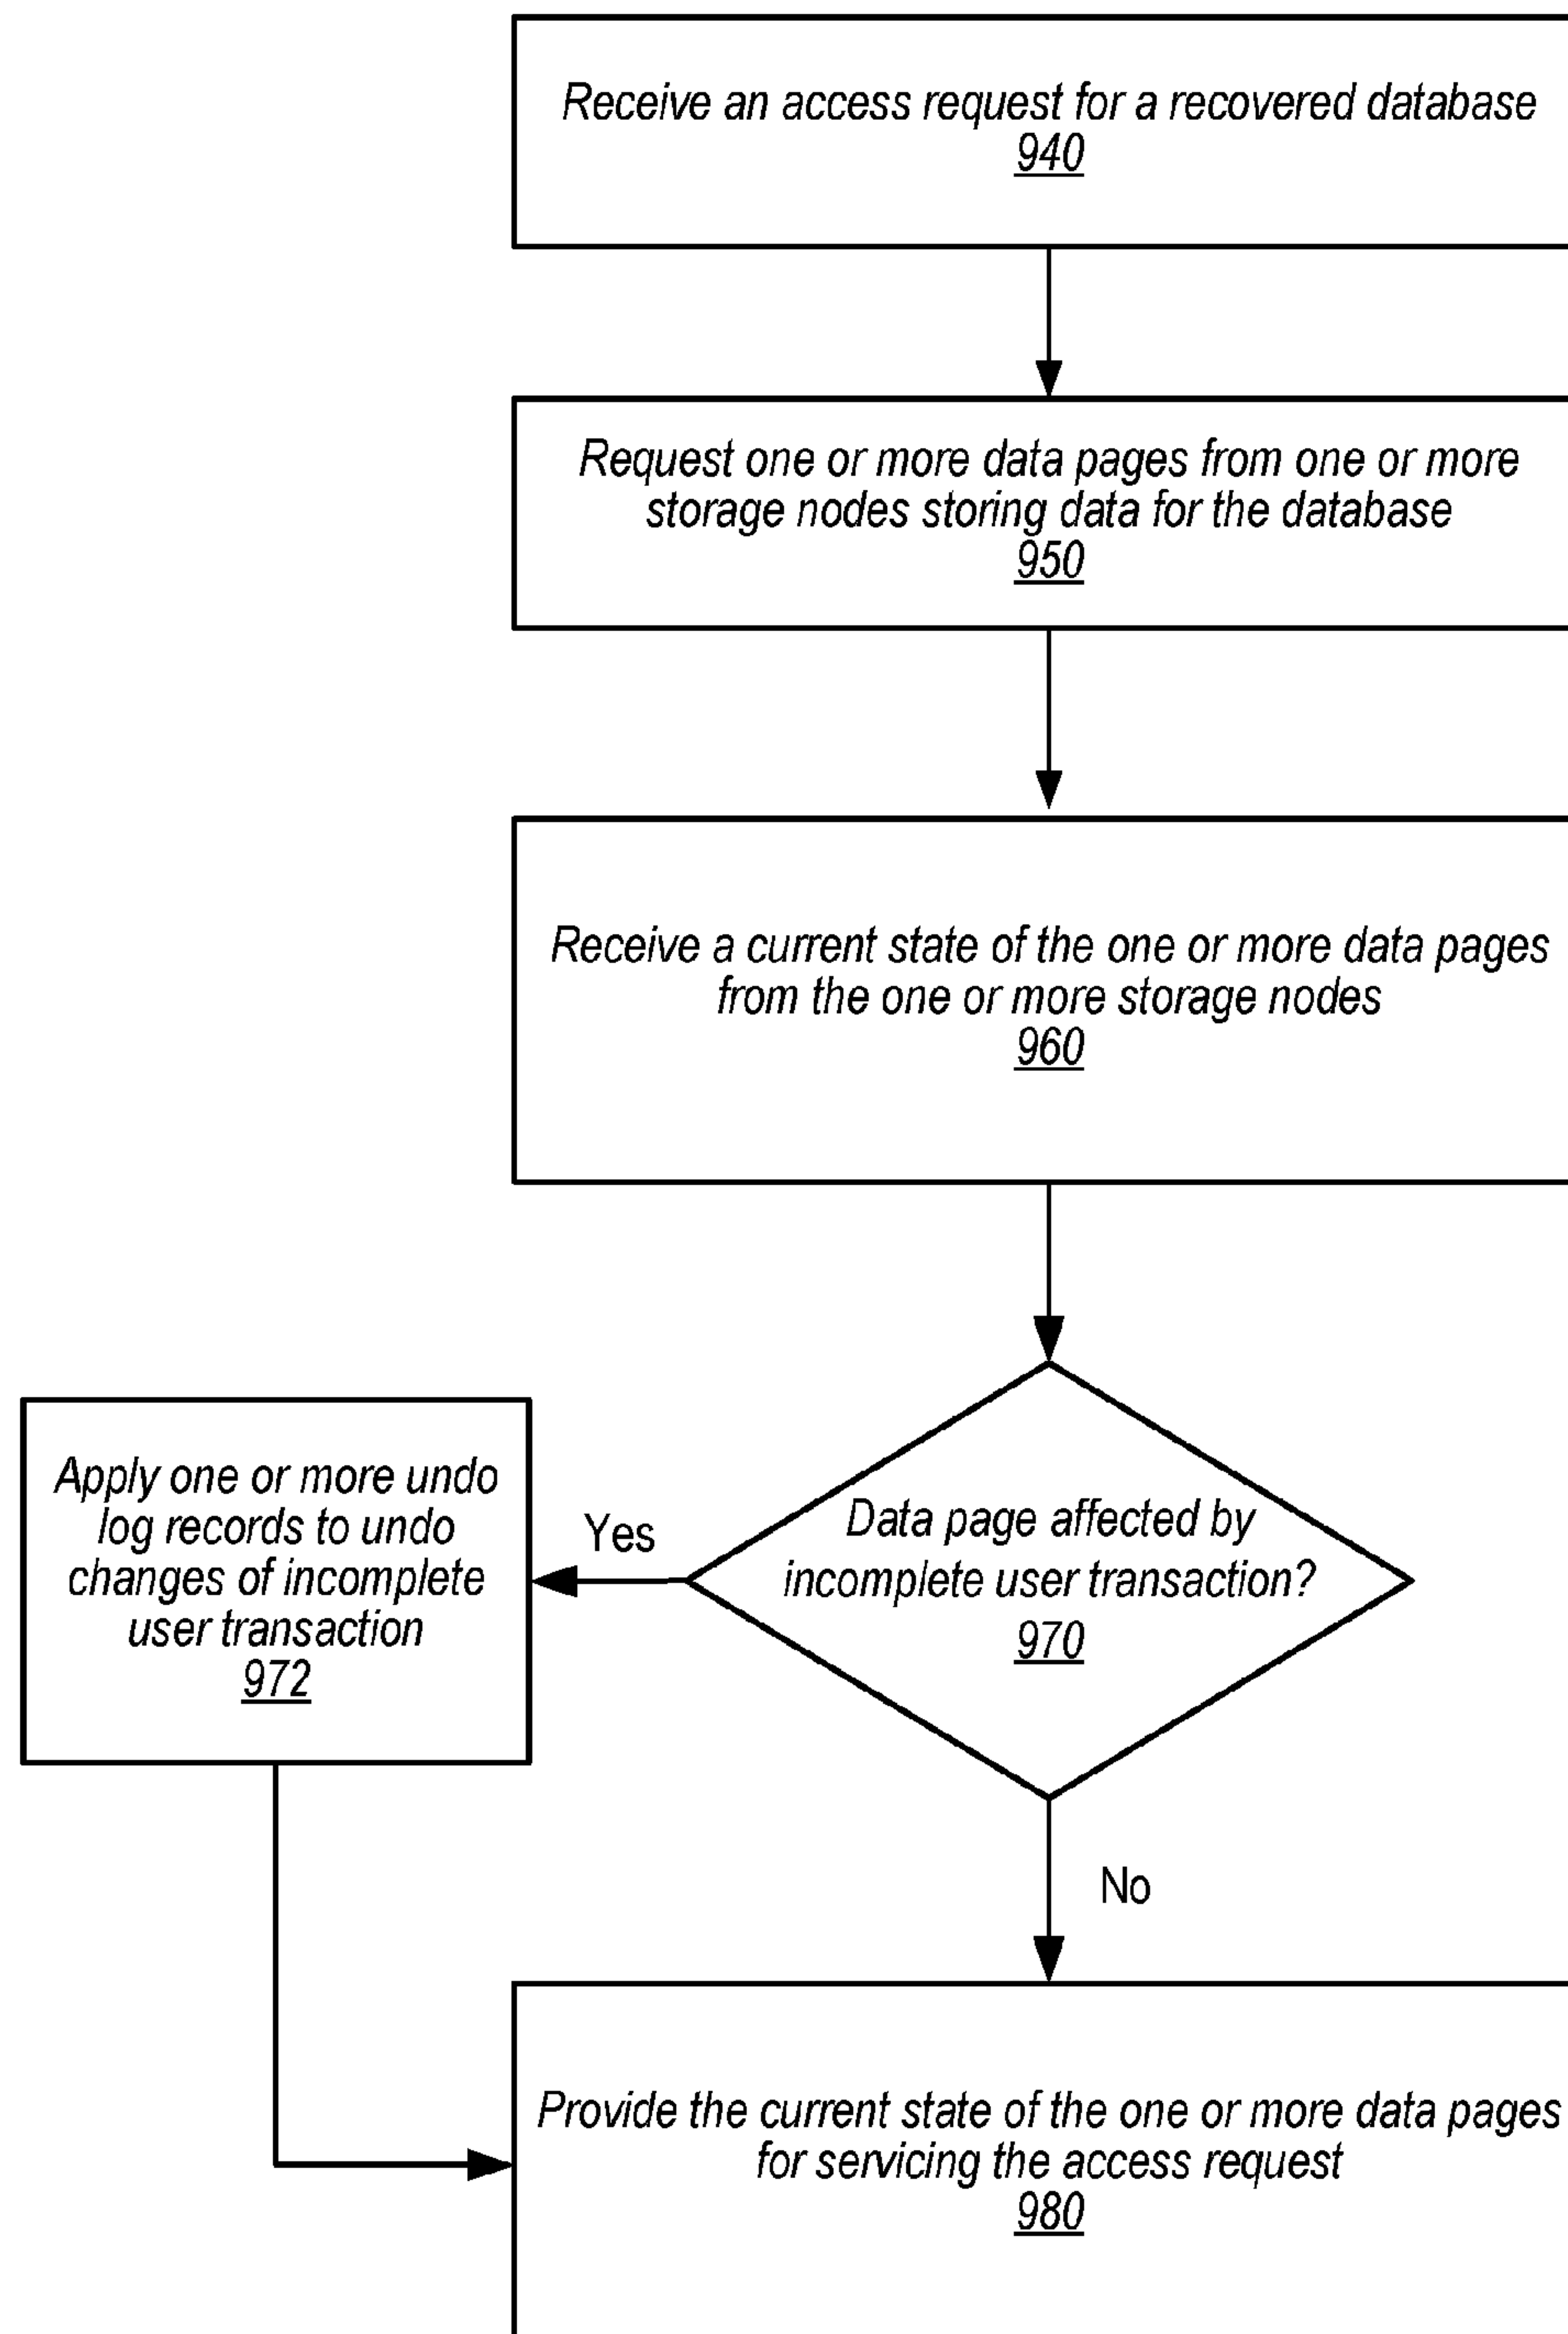 Receive an access request for a recovered database
940
Request one or more data pages from one or more
storage nodes storing data for the database
950
Receive a current state of the one or more data pages
from the one or more storage nodes
960
Data page affected by
incomplete user transaction?
970
Yes
Apply one or more undo
log records to undo
changes of incomplete
user transaction
972
No
Provide the current state of the one or more data pages
for servicing the access request
980